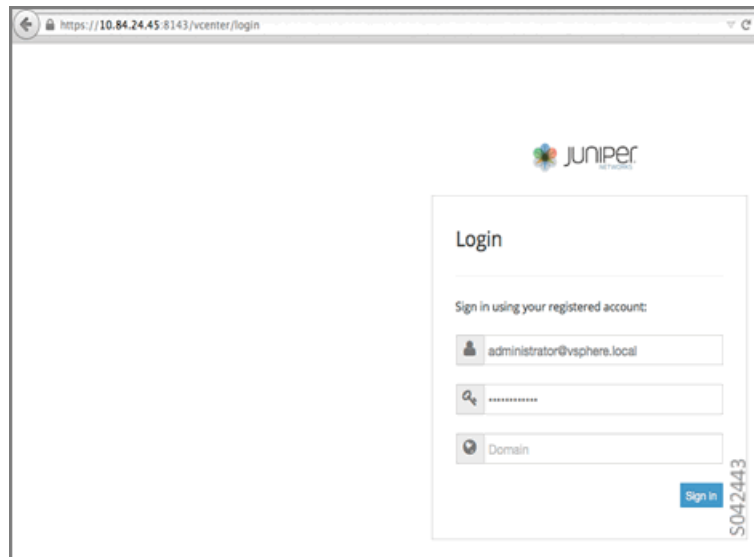 https://10.84.24.45:8143/vcenter/login
JUNIPER
NETWORKS
Login
Sign in using your registered account:
administrator@vsphere.local
••••••••••••
Domain
Sign in
S042443